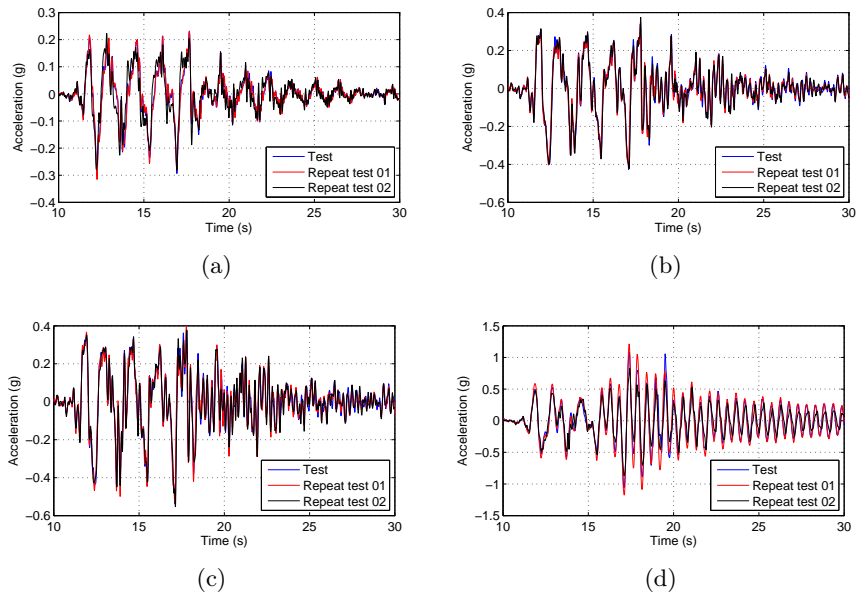 0.3
0.2
0.1
0
−0.1
−0.2
−0.3
−0.4
10 15 20 25 30
Acceleration (g)
Time (s)
Test
Repeat test 01
Repeat test 02
(a)
0.4
0.2
0
−0.2
−0.4
−0.6
10 15 20 25 30
Acceleration (g)
Time (s)
Test
Repeat test 01
Repeat test 02
(b)
0.4
0.2
0
−0.2
−0.4
−0.6
10 15 20 25 30
Acceleration (g)
Time (s)
Test
Repeat test 01
Repeat test 02
(c)
1.5
1
0.5
0
−0.5
−1
−1.5
10 15 20 25 30
Acceleration (g)
Time (s)
Test
Repeat test 01
Repeat test 02
(d)